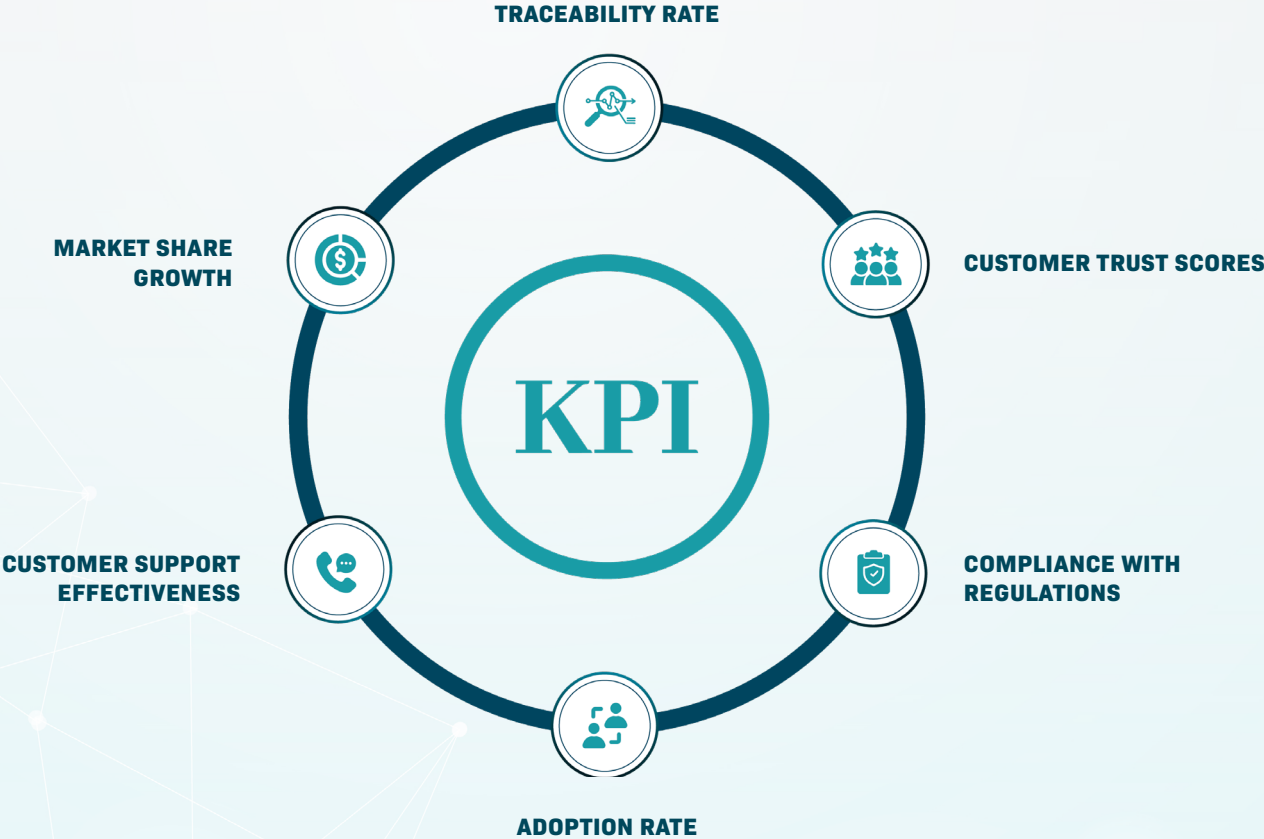 TRACEABILITY RATE
MARKET SHARE
GROWTH
CUSTOMER TRUST SCORES
KPI
CUSTOMER SUPPORT
EFFECTIVENESS
COMPLIANCE WITH
REGULATIONS
ADOPTION RATE